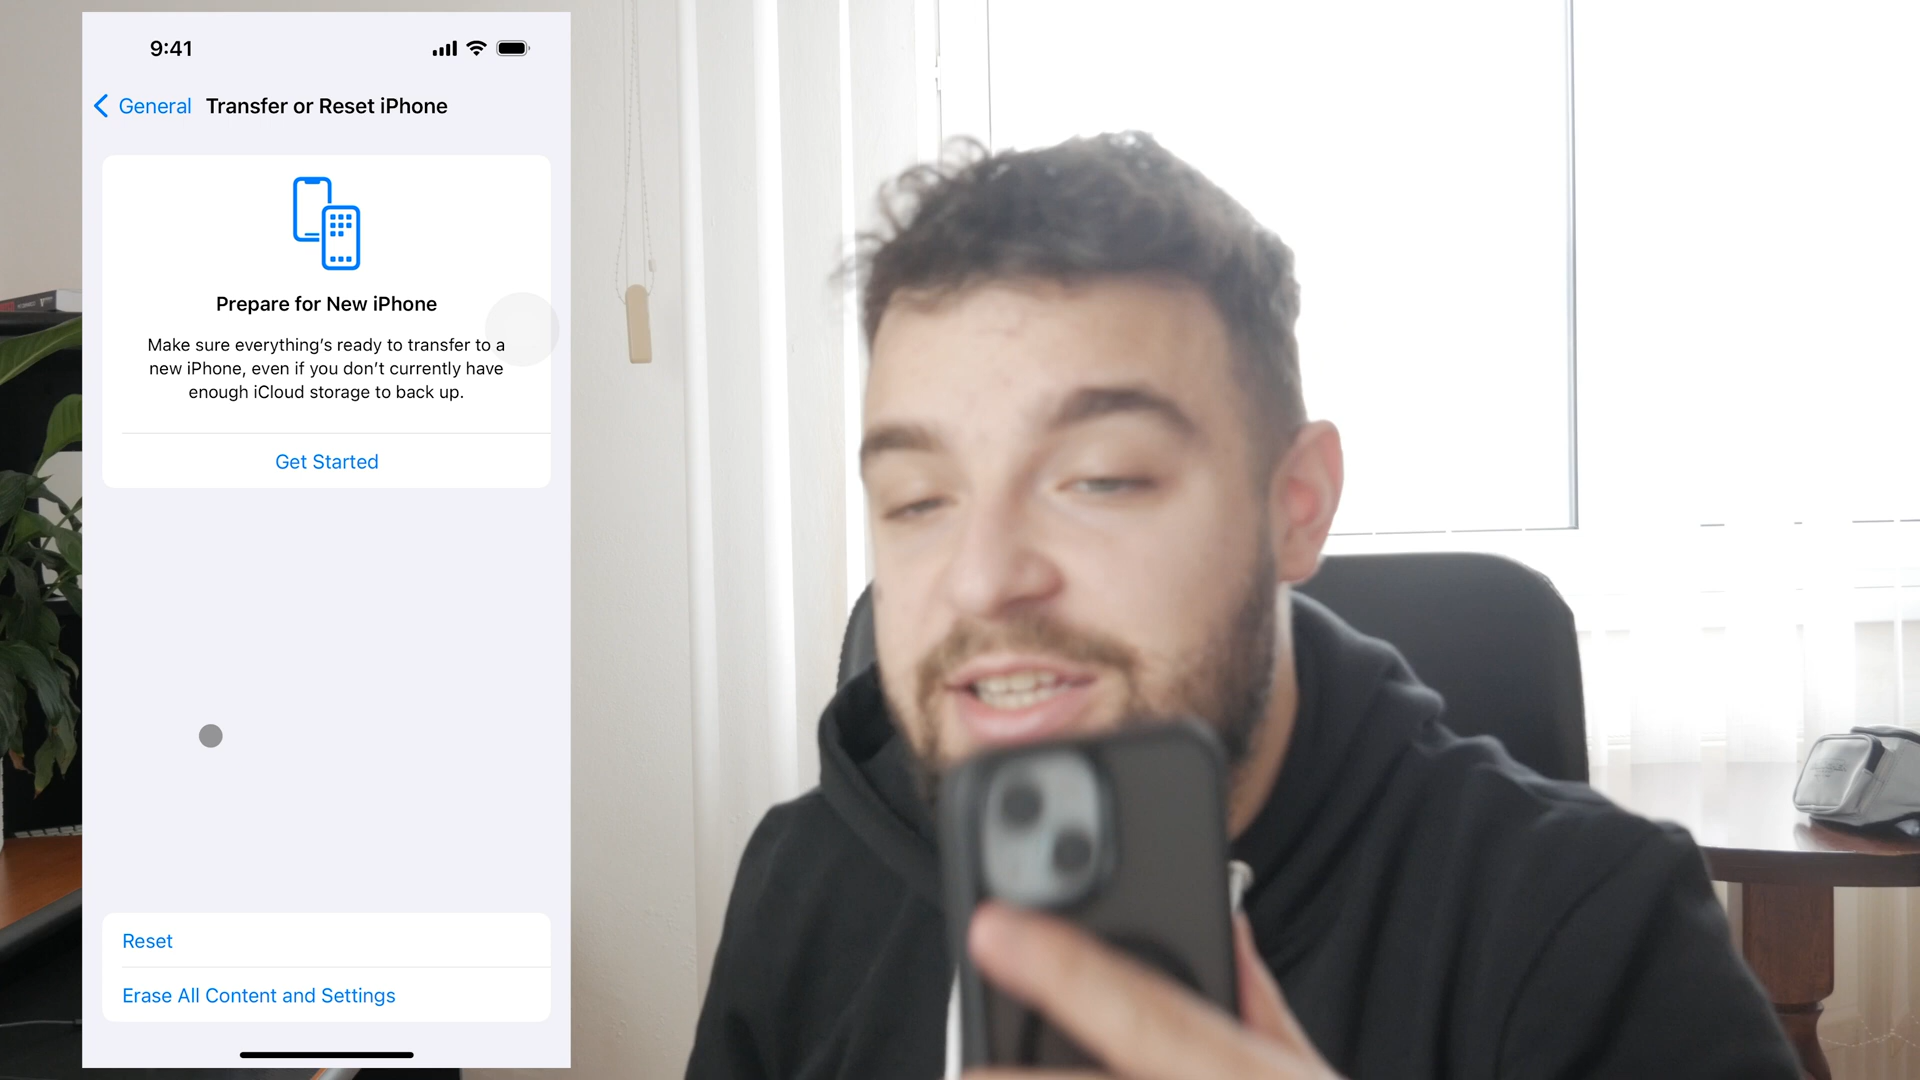 9:41
General Transfer or Reset iPhone
Prepare for New iPhone
Make sure everything's ready to transfer to a
new iPhone, even if you don't currently have
enough iCloud storage to back up.
Get Started
Reset
Erase All Content and Settings